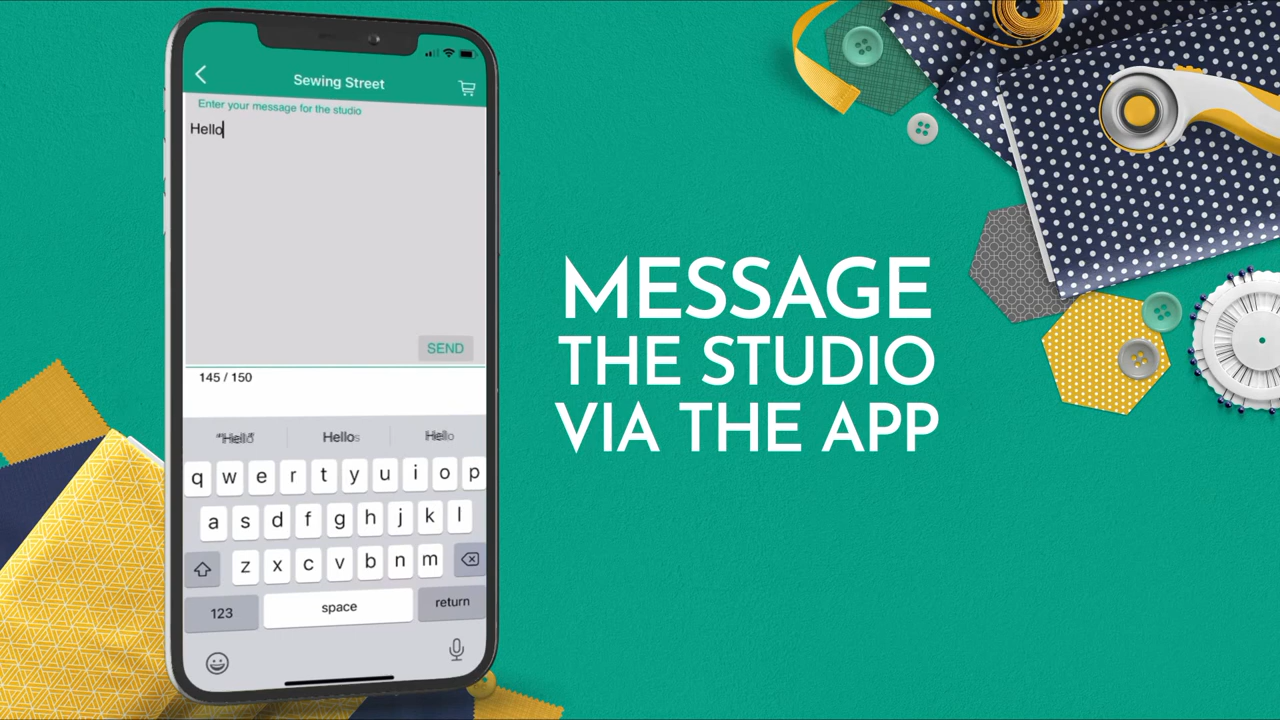 Sewing Street
Enter your message for the studio
Hello
SEND
145 / 150
"Hello" Hellos Hello
q w e r t y u i o p
a s d f g h j k l
z x c v b n m
123 space return
MESSAGE
THE STUDIO
VIA THE APP